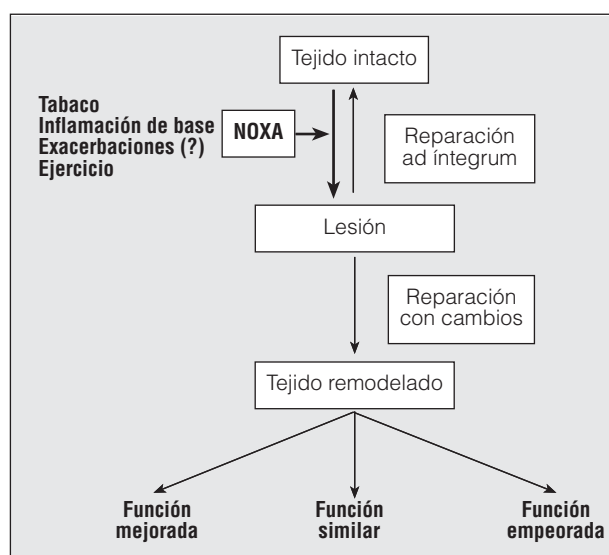 Tejido intacto
Tabaco
Inflamación de base
Exacerbaciones (?)
Ejercicio
NOXA
Reparación
ad íntegrum
Lesión
Reparación
con cambios
Tejido remodelado
Función
mejorada
Función
similar
Función
empeorada